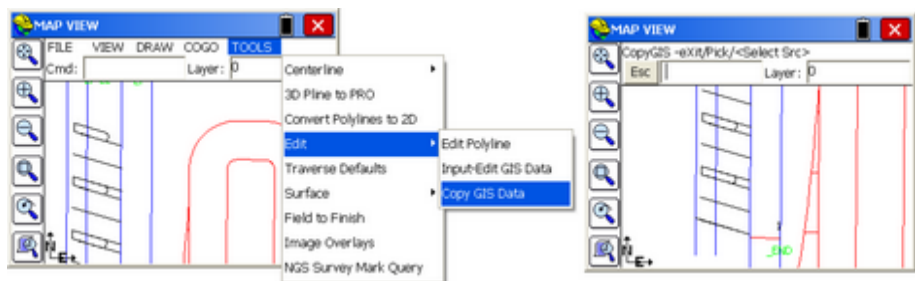 MAP VIEW
FILE VIEW DRAW COGO TOOLS
Cmd: Layer: 0
Centerline
3D Pline to PRO
Convert Polylines to 2D
Edit
Traverse Defaults
Surface
Field to Finish
Image Overlays
NGS Survey Mark Query
Edit Polyline
Input-Edit GIS Data
Copy GIS Data
N
E
MAP VIEW
CopyGIS -eXit/Pick/<Select Src>
Esc Layer: 0
_END
N
E